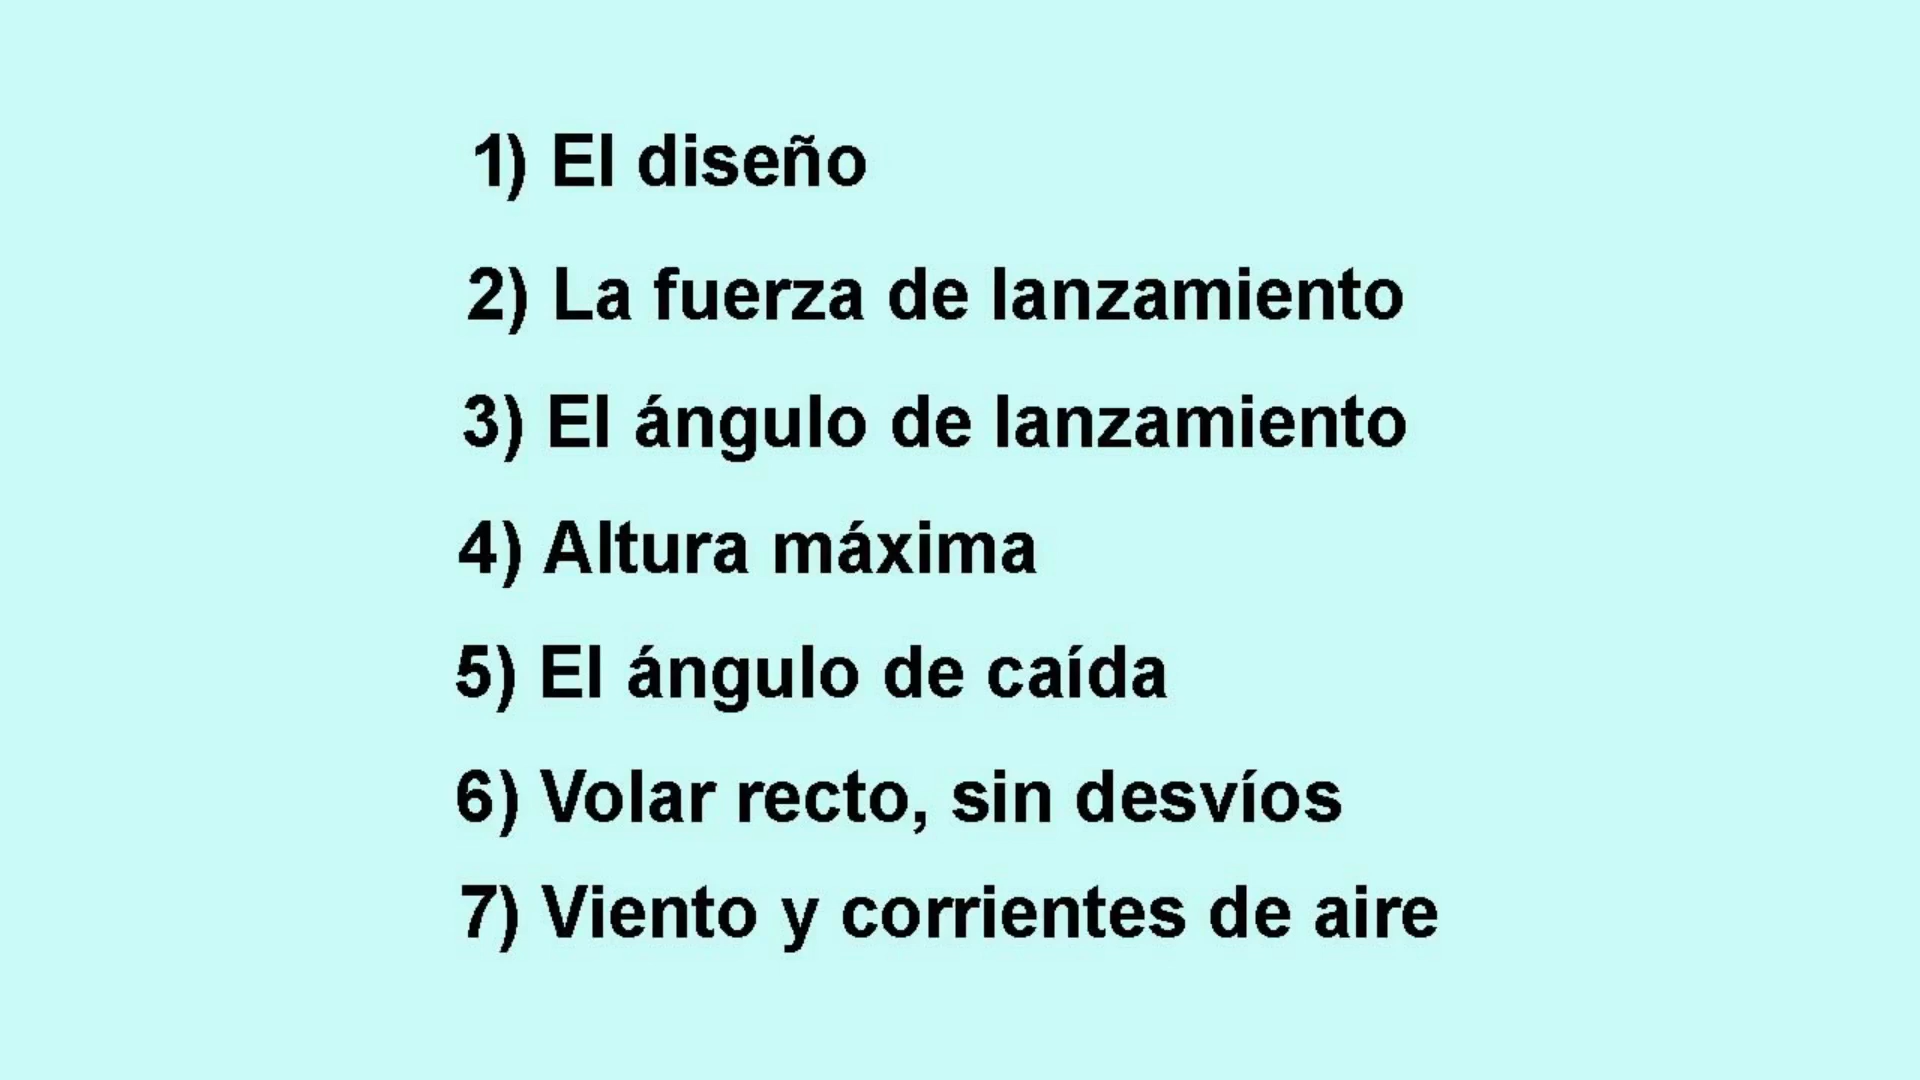 1) El diseño
2) La fuerza de lanzamiento
3) El ángulo de lanzamiento
4) Altura máxima
5) El ángulo de caída
6) Volar recto, sin desvíos
7) Viento y corrientes de aire